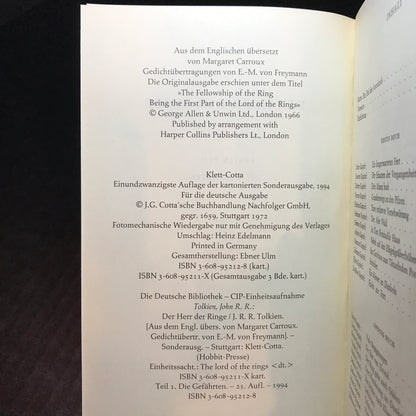 Aus dem Englischen übersetzt
von Margaret Carroux
Gedichtübertragungen von E.-M. von Freymann
Die Originalausgabe erschien unter dem Titel
»The Fellowship of the Ring
Being the First Part of the Lord of the Rings«
© George Allen & Unwin Ltd., London 1966
Published by arrangement with
Harper Collins Publishers Lt., London
Klett-Cotta
Einundzwanzigste Auflage der kartonierten Sonderausgabe, 1994
Für die deutsche Ausgabe
© J.G. Cotta'sche Buchhandlung Nachfolger GmbH,
gegr. 1659, Stuttgart 1972
Fotomechanische Wiedergabe nur mit Genehmigung des Verlages
Umschlag: Heinz Edelmann
Printed in Germany
Gesamtherstellung: Ebner Ulm
ISBN 3-608-95212-8 (kart.)
ISBN 3-608-95211-X (Gesamtausgabe 3 Bde. kart.)
Die Deutsche Bibliothek – CIP-Einheitsaufnahme
Tolkien, John R. R.:
Der Herr der Ringe / J. R. R. Tolkien.
[Aus dem Engl. übers. von Margaret Carroux.
Gedichtübertr. von E.-M. von Freymann]. –
Sonderausg. – Stuttgart: Klett-Cotta.
(Hobbit-Presse)
Einheitssacht.: The lord of the rings <dt.>
ISBN 3-608-95211-X kart.
Teil 1. Die Gefährten. – 21. Aufl. – 1994
ISBN 3-608-95212-8
INHALT
ERSTES BUCH